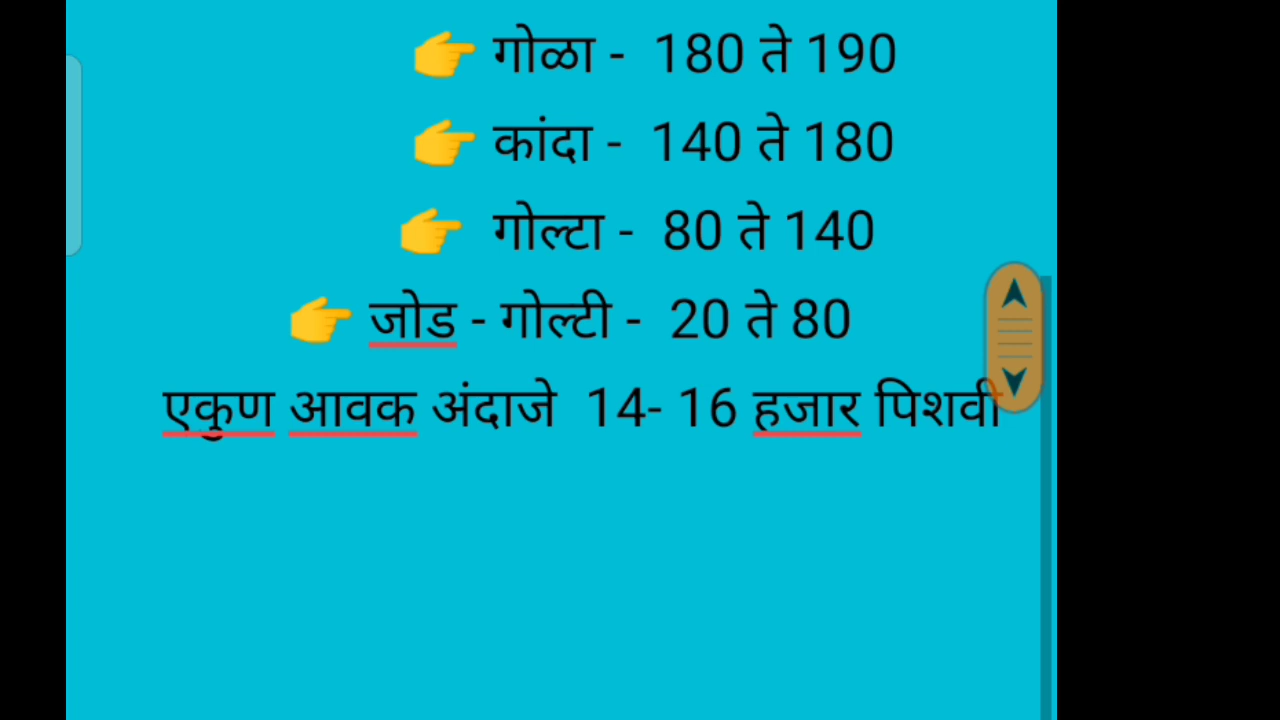 👉 गोळा - 180 ते 190
👉 कांदा - 140 ते 180
👉 गोल्टा - 80 ते 140
👉 जोड - गोल्टी - 20 ते 80
एकुण आवक अंदाजे 14- 16 हजार पिशवी